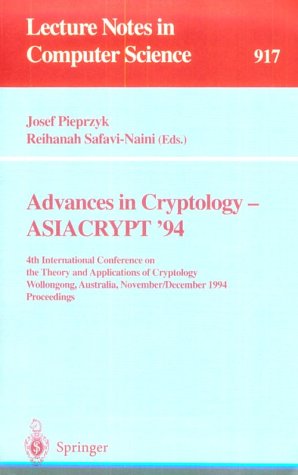 Lecture Notes in
Computer Science 917
Josef Pieprzyk
Reihanah Safavi-Naini (Eds.)
Advances in Cryptology –
ASIACRYPT '94
4th International Conference on
the Theory and Applications of Cryptology
Wollongong, Australia, November/December 1994
Proceedings
Springer